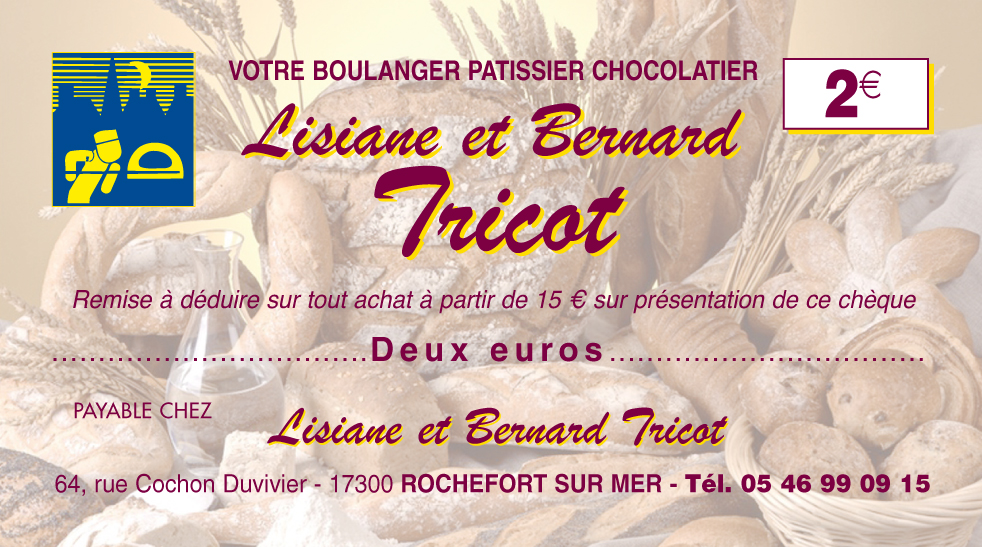 VOTRE BOULANGER PATISSIER CHOCOLATIER
2€
Lisiane et Bernard
Tricot
Remise à déduire sur tout achat à partir de 15 € sur présentation de ce chèque
................................Deux euros................................
PAYABLE CHEZ
Lisiane et Bernard Tricot
64, rue Cochon Duvivier - 17300 ROCHEFORT SUR MER - Tél. 05 46 99 09 15